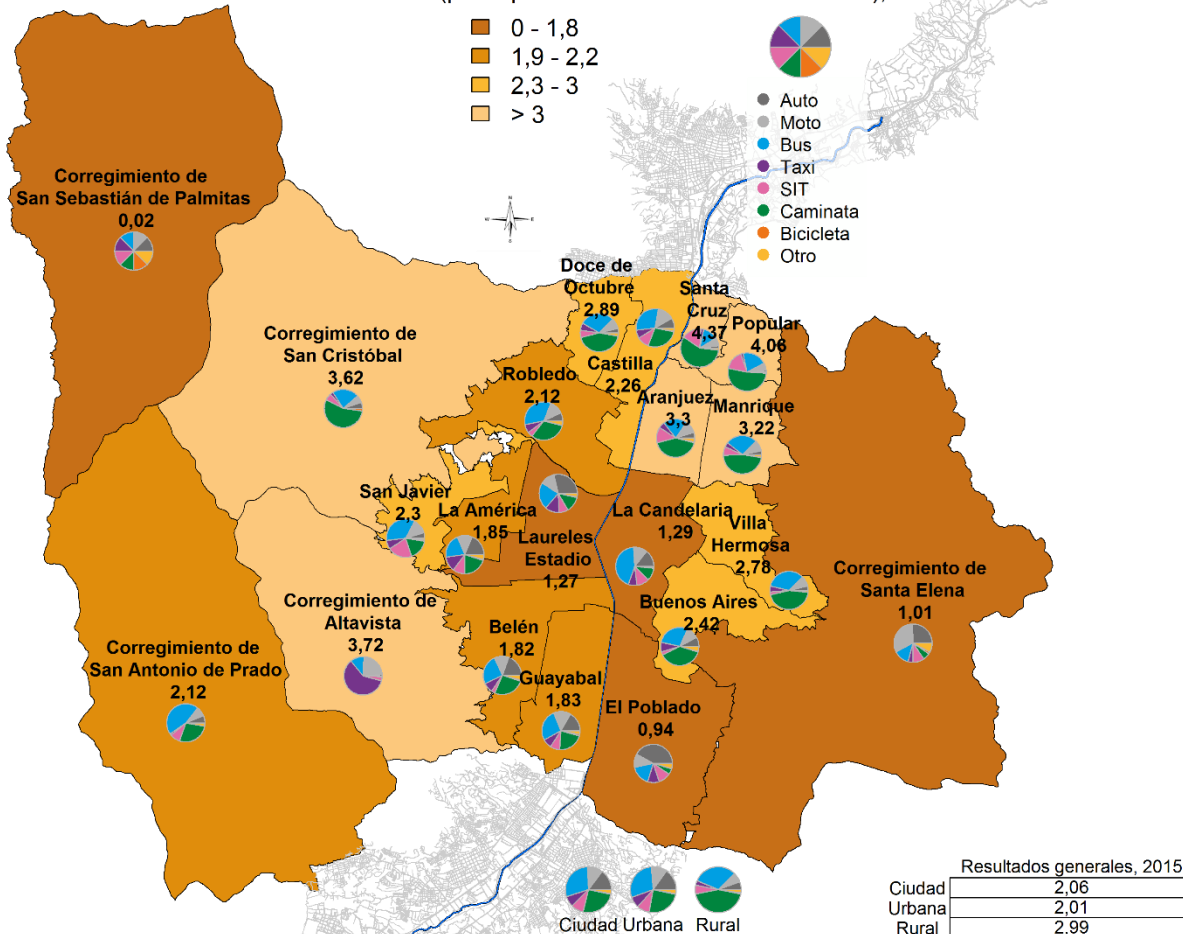 0 - 1,8
1,9 - 2,2
2,3 - 3
> 3
Auto
Moto
Bus
Taxi
SIT
Caminata
Bicicleta
Otro
N
W
E
S
Corregimiento de
San Sebastián de Palmitas
0,02
Corregimiento de
San Cristóbal
3,62
Doce de
Octubre
2,89
Castilla
2,26
Santa
Cruz
4,37
Popular
4,06
Robledo
2,12
Aranjuez
3,3
Manrique
3,22
San Javier
2,3
La América
1,85
Laureles
Estadio
1,27
La Candelaria
1,29
Villa
Hermosa
2,78
Corregimiento de
Santa Elena
1,01
Buenos Aires
2,42
Corregimiento de
Altavista
3,72
Belén
1,82
Guayabal
1,83
El Poblado
0,94
Corregimiento de
San Antonio de Prado
2,12
Ciudad
Urbana
Rural
Resultados generales, 2015
Ciudad 2,06
Urbana 2,01
Rural 2,99